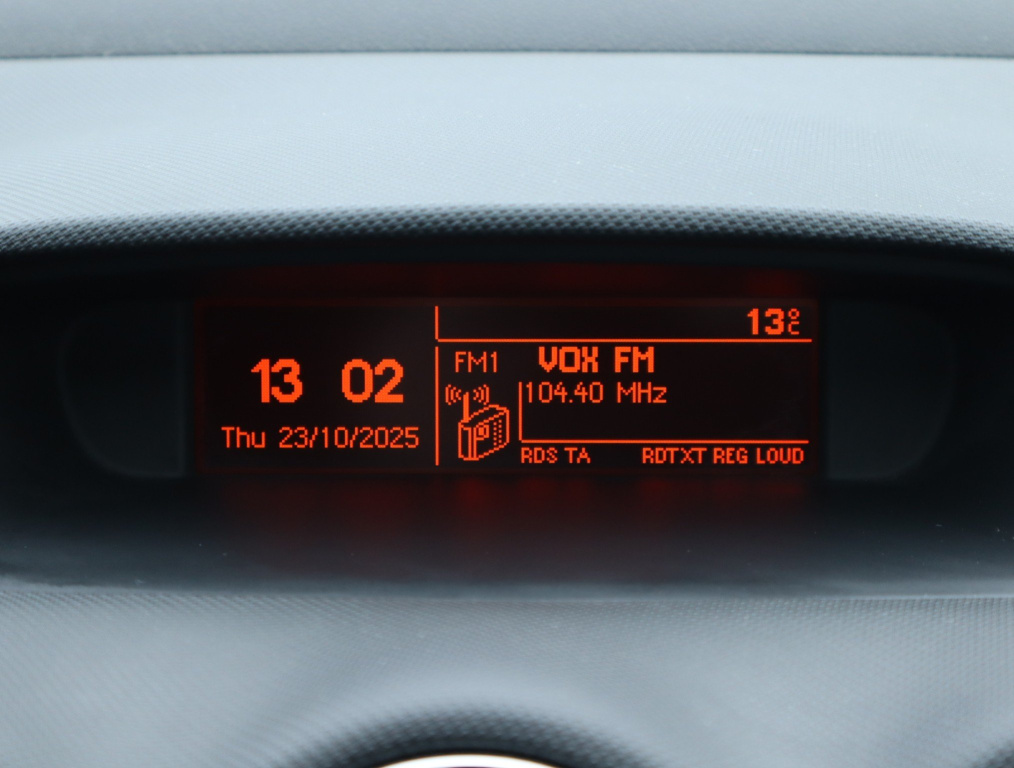 13 02
Thu 23/10/2025
13°C
FM1 VOX FM
104.40 MHz
RDS TA RDTXT REG LOUD